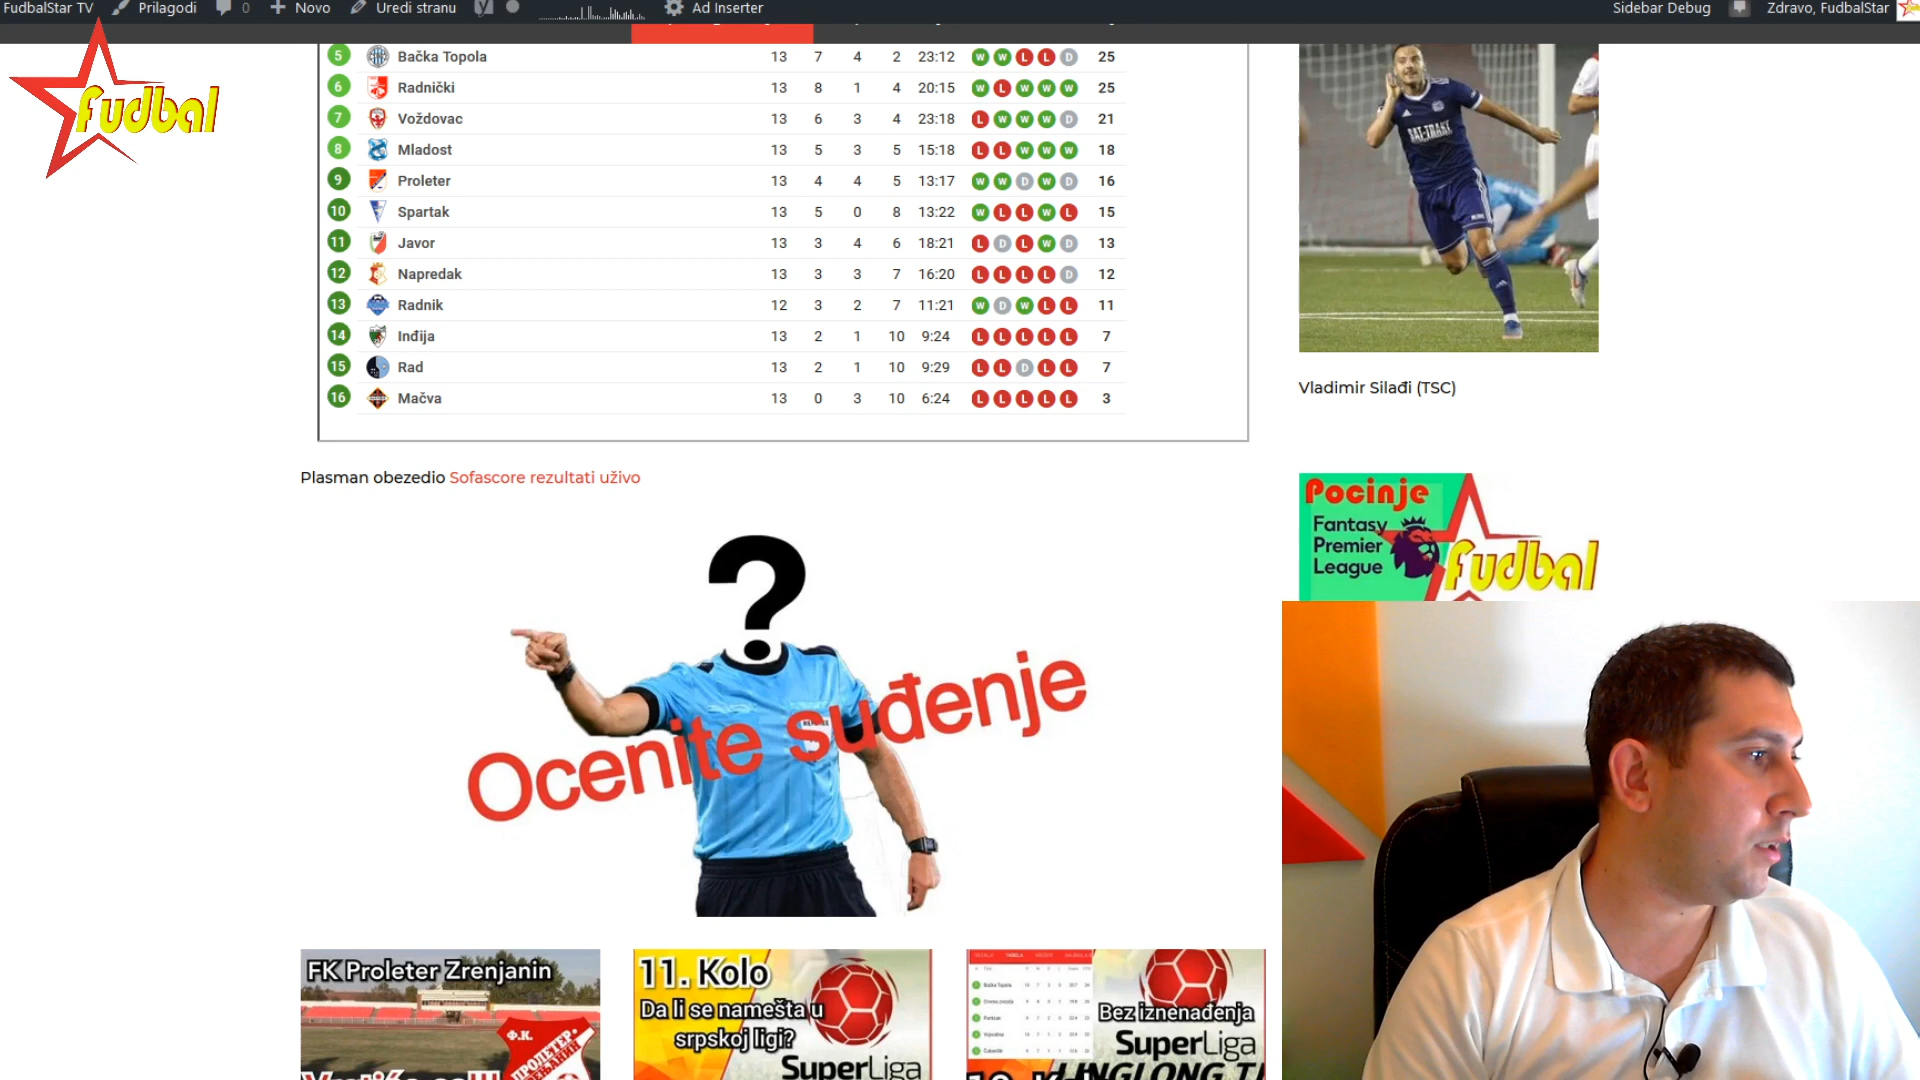 FudbalStar TV Prilagodi 0 Novo Uredi stranu Ad Inserter Sidebar Debug Zdravo, FudbalStar
fudbal
5 Bačka Topola 13 7 4 2 23:12 W W L L D 25
6 Radnički 13 8 1 4 20:15 W L W W W 25
7 Voždovac 13 6 3 4 23:18 L W W W D 21
8 Mladost 13 5 3 5 15:18 L L W W W 18
9 Proleter 13 4 4 5 13:17 W W D W D 16
10 Spartak 13 5 0 8 13:22 W L L W L 15
11 Javor 13 3 4 6 18:21 L D L W D 13
12 Napredak 13 3 3 7 16:20 L L L L D 12
13 Radnik 12 3 2 7 11:21 W D W L L 11
14 Inđija 13 2 1 10 9:24 L L L L L 7
15 Rad 13 2 1 10 9:29 L L D L L 7
16 Mačva 13 0 3 10 6:24 L L L L L 3
SAT-TRAKT
Vladimir Silađi (TSC)
Plasman obezedio Sofascore rezultati uživo
Pocinje
Fantasy
Premier
League
fudbal
Ocenite suđenje
FK Proleter Zrenjanin
Ф.К.
ПРОЛЕТЕР
11. Kolo
Da li se namešta u
srpskoj ligi?
SuperLiga
Bez iznenađenja
SuperLiga